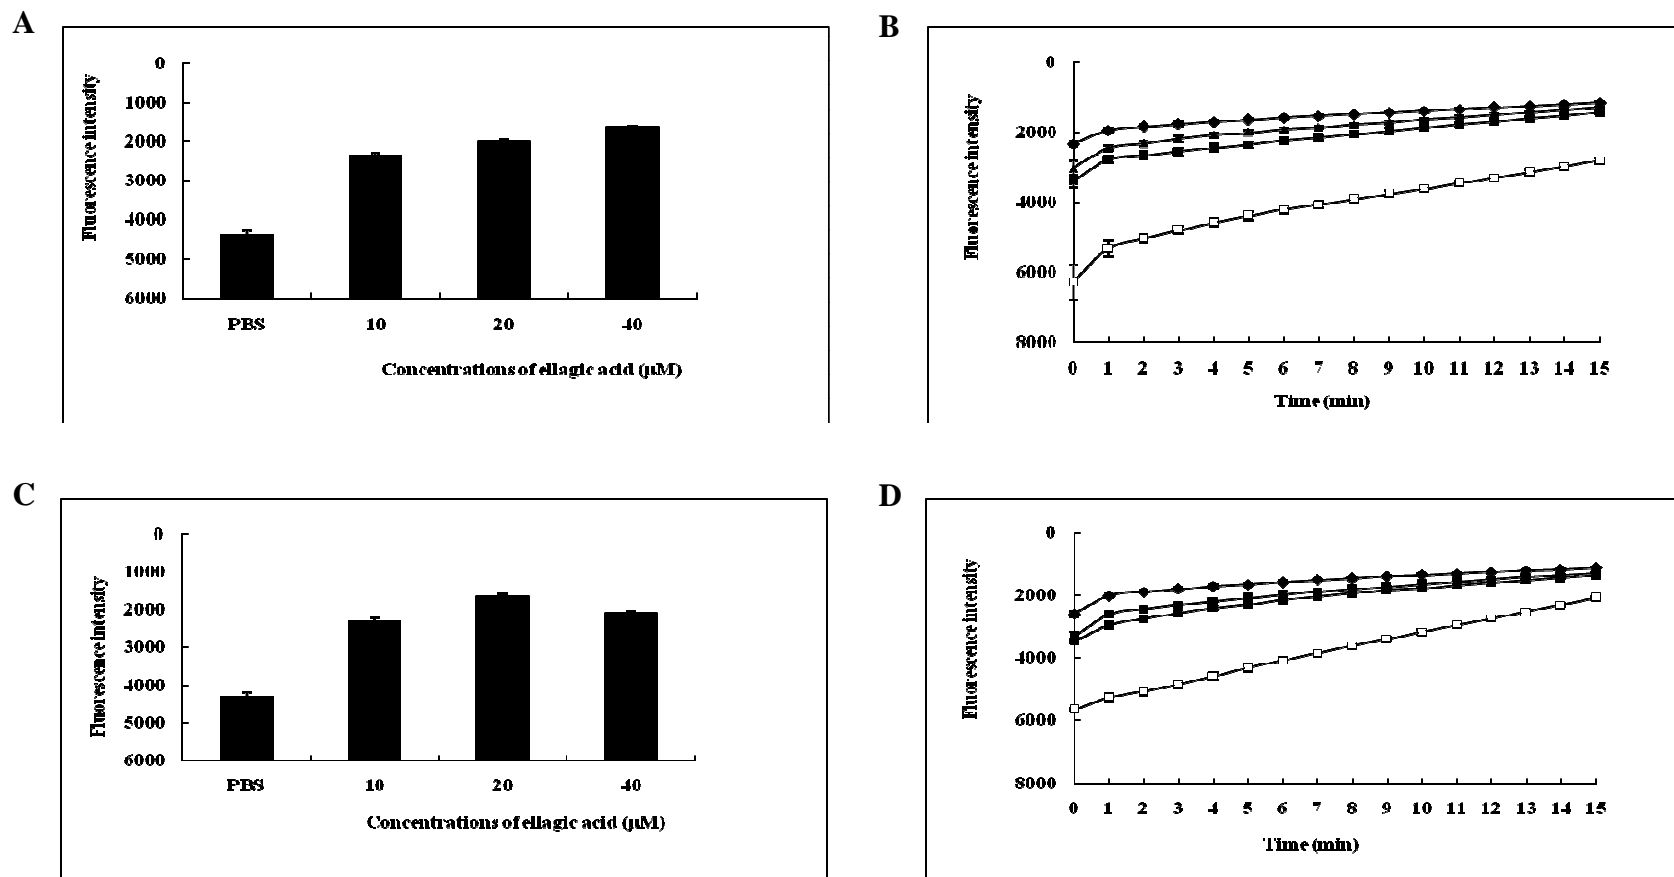 A
Fluorescence intensity
0
1000
2000
3000
4000
5000
6000
PBS 10 20 40
Concentrations of ellagic acid (µM)
B
Fluorescence intensity
0
2000
4000
6000
8000
0 1 2 3 4 5 6 7 8 9 10 11 12 13 14 15
Time (min)
C
Fluorescence intensity
0
1000
2000
3000
4000
5000
6000
PBS 10 20 40
Concentrations of ellagic acid (µM)
D
Fluorescence intensity
0
2000
4000
6000
8000
0 1 2 3 4 5 6 7 8 9 10 11 12 13 14 15
Time (min)